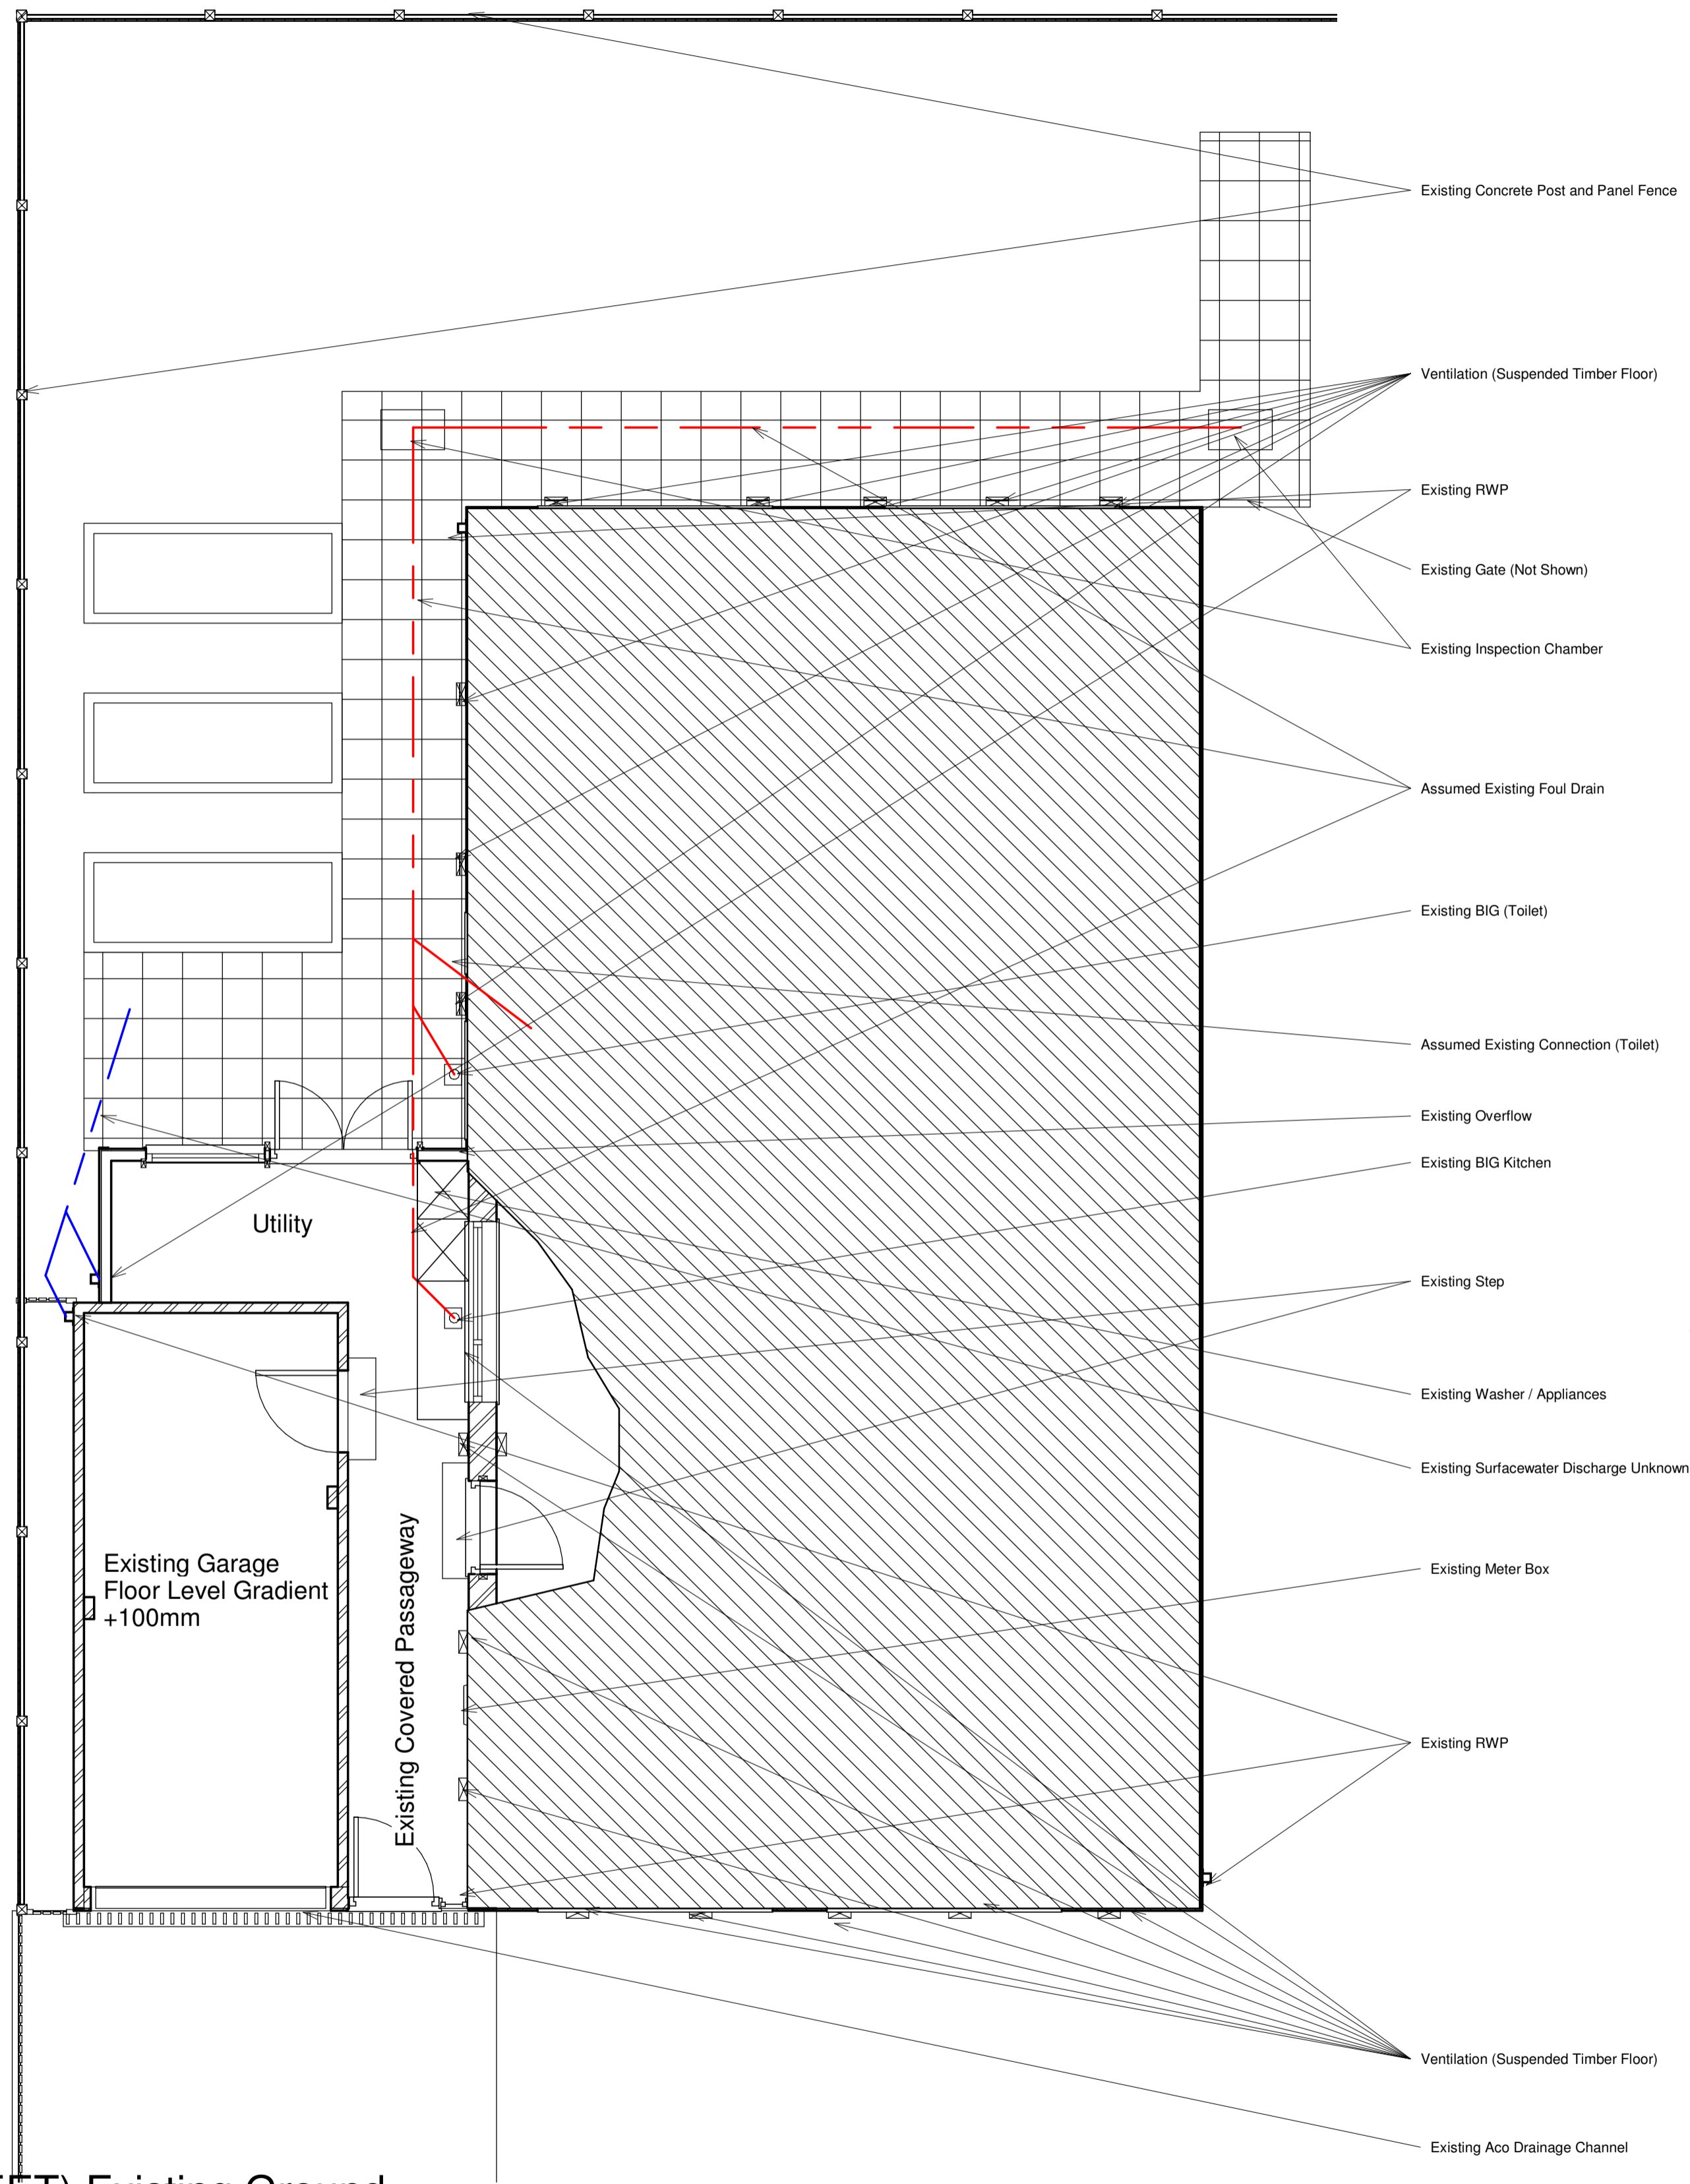 Existing Concrete Post and Panel Fence
Ventilation (Suspended Timber Floor)
Existing RWP
Existing Gate (Not Shown)
Existing Inspection Chamber
Assumed Existing Foul Drain
Existing BIG (Toilet)
Assumed Existing Connection (Toilet)
Existing Overflow
Existing BIG Kitchen
Utility
Existing Step
Existing Washer / Appliances
Existing Surfacewater Discharge Unknown
Existing Garage
Floor Level Gradient
+100mm
Existing Covered Passageway
Existing Meter Box
Existing RWP
Ventilation (Suspended Timber Floor)
Existing Aco Drainage Channel
Existing Ground